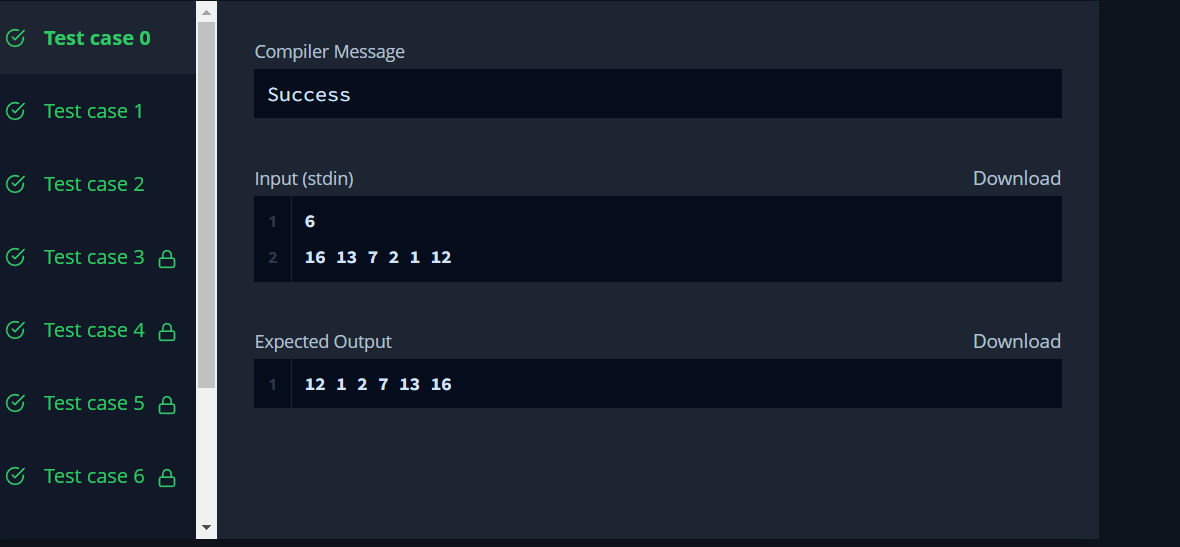 Test case 0
Test case 1
Test case 2
Test case 3
Test case 4
Test case 5
Test case 6
Compiler Message
Success
Input (stdin) Download
1 6
2 16 13 7 2 1 12
Expected Output Download
1 12 1 2 7 13 16